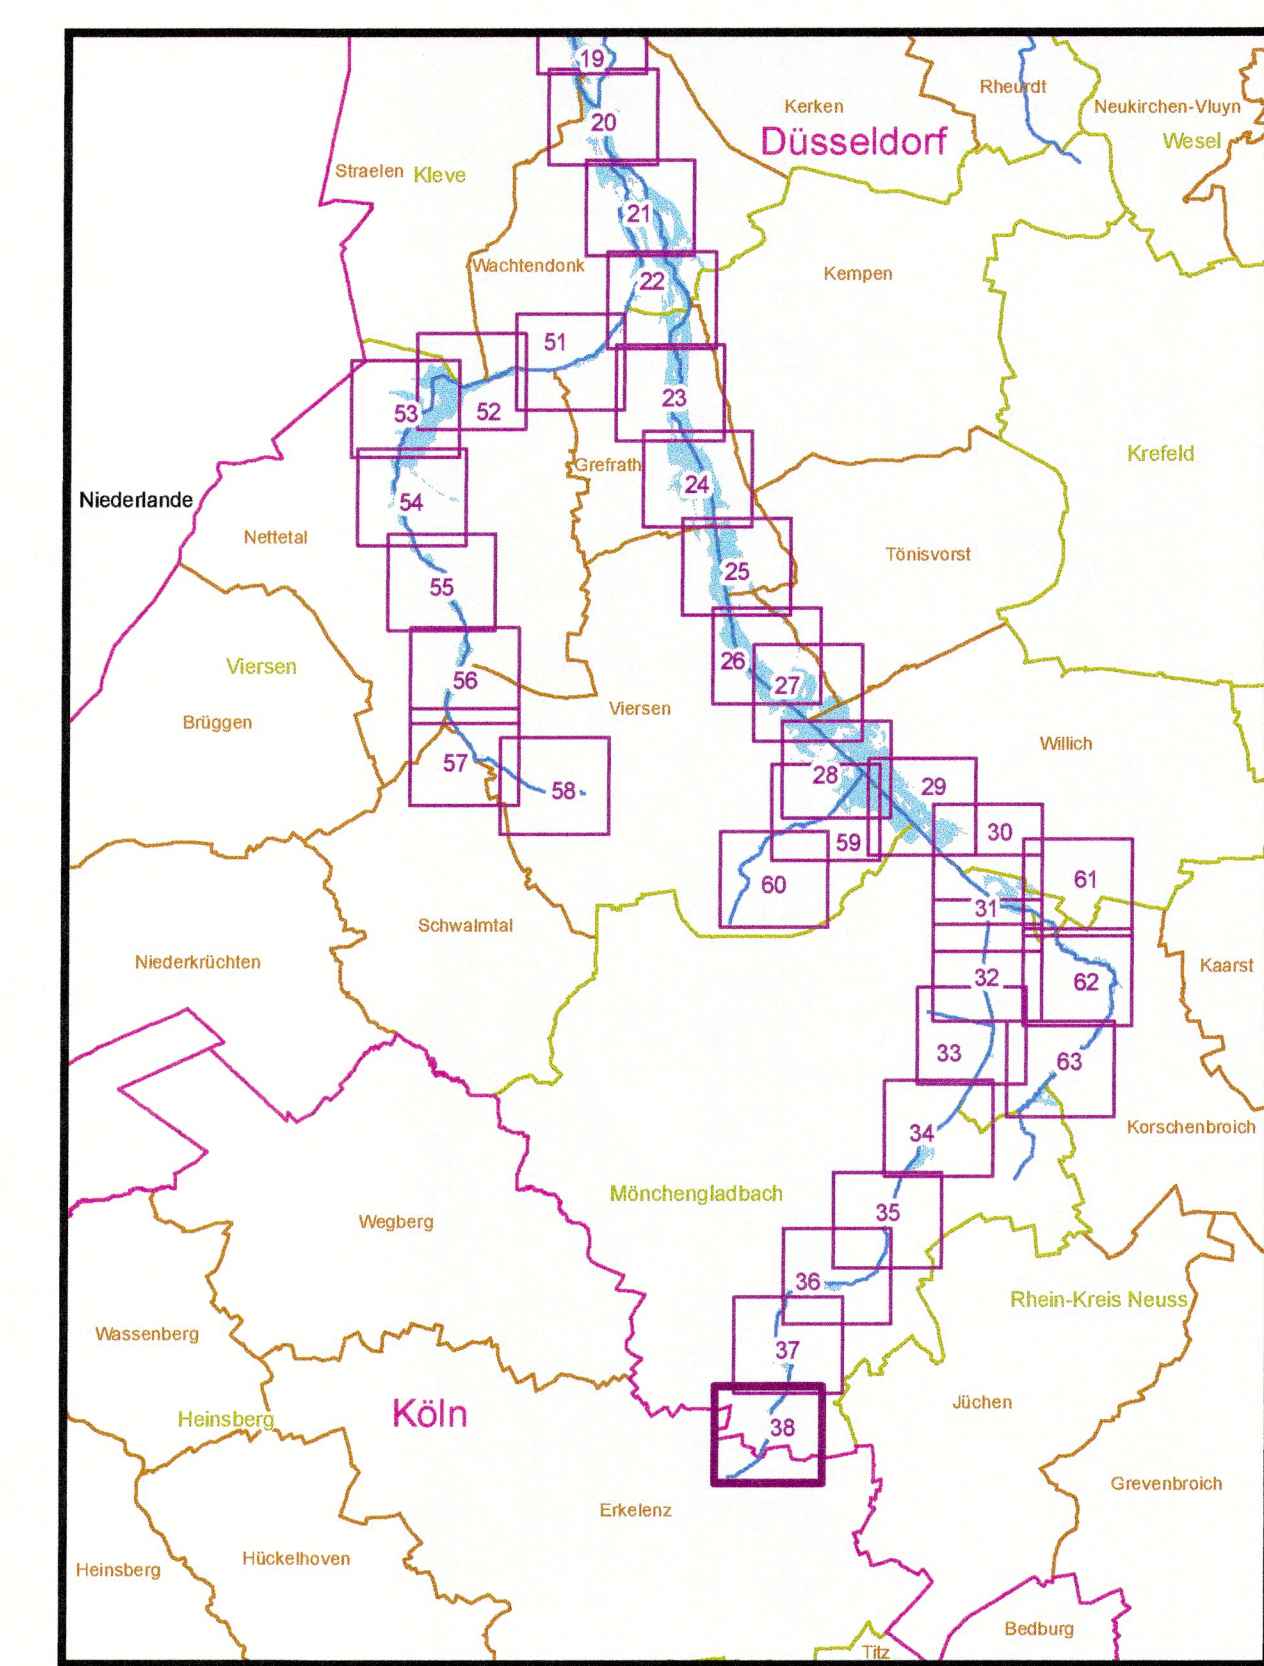 19
Rheurdt
Kerken
Neukirchen-Vluyn
20
Düsseldorf
Wesel
Straelen
Kleve
21
Wachtendonk
22
Kempen
51
53
52
23
Krefeld
Grefrath
24
Niederlande
54
Nettetal
Tönisvorst
25
55
Viersen
26
56
27
Brüggen
Viersen
Willich
57
28
29
58
30
59
61
60
31
Schwalmtal
Niederkrüchten
Kaarst
32
62
33
63
Korschenbroich
34
Mönchengladbach
35
Wegberg
36
Rhein-Kreis Neuss
Wassenberg
37
Jüchen
Köln
Heinsberg
38
Grevenbroich
Erkelenz
Hückelhoven
Heinsberg
Bedburg
Titz